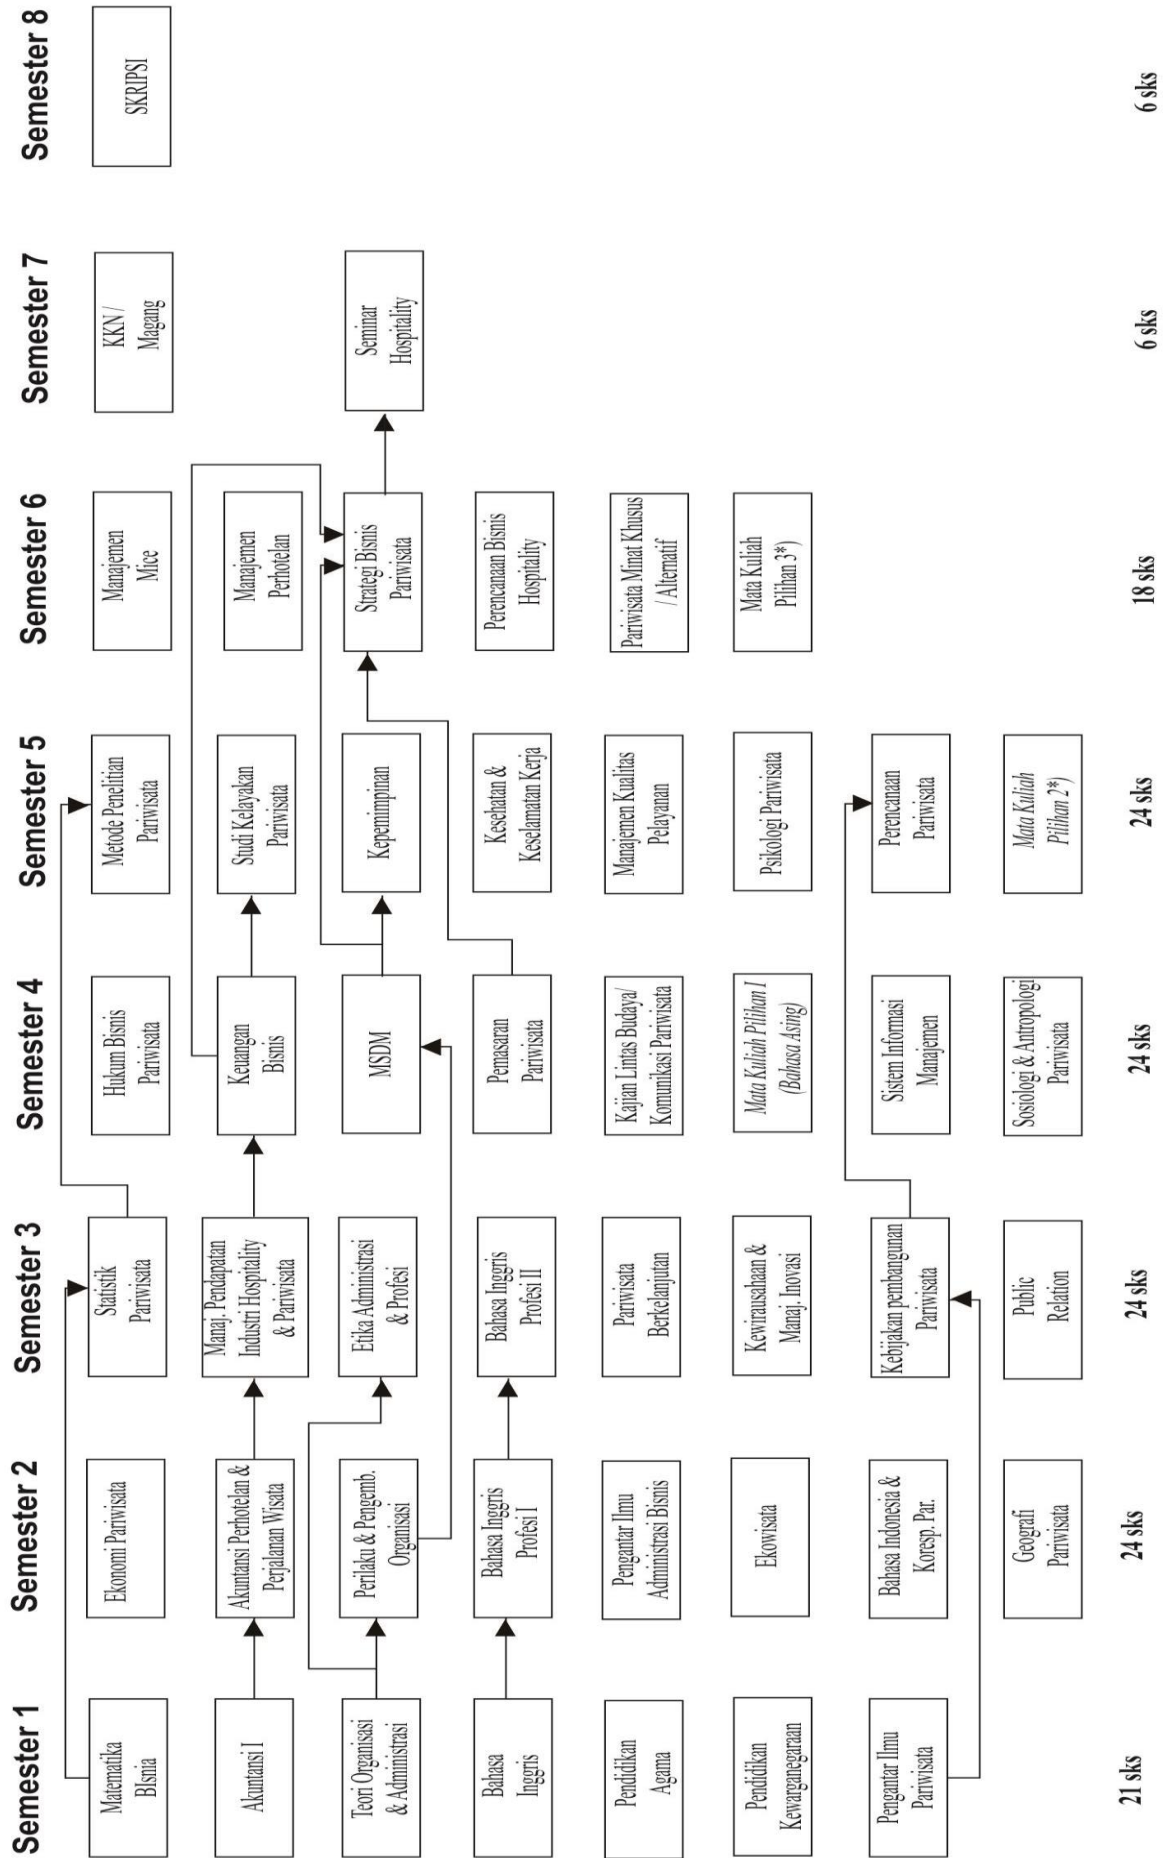 Semester 1
Matematika
BIsnia
Akuntansi I
Teori Organisasi
& Administrasi
Bahasa
Inggris
Pendidikan
Agama
Pendidikan
Kewarganegaraan
Pengantar Ilmu
Pariwisata
21 sks
Semester 2
Ekonomi Pariwisata
Akuntansi Perhotelan &
Perjalanan Wisata
Perilaku & Pengemb.
Organisasi
Bahasa Inggris
Profesi I
Pengantar Ilmu
Administrasi Bisnis
Ekowisata
Bahasa Indonesia &
Koresp. Par.
Geografi
Pariwisata
24 sks
Semester 3
Statistik
Pariwisata
Manaj. Pendapatan
Industri Hospitality
& Pariwisata
Etika Administrasi
& Profesi
Bahasa Inggris
Profesi II
Pariwisata
Berkelanjutan
Kewirausahaan &
Manaj. Inovasi
Kebijakan pembangunan
Pariwisata
Public
Relation
24 sks
Semester 4
Hukum Bisnis
Pariwisata
Keuangan
Bisnis
MSDM
Pemasaran
Pariwisata
Kajian Lintas Budaya/
Komunikasi Pariwisata
Mata Kuliah Pilihan I
(Bahasa Asing)
Sistem Informasi
Manajemen
Sosiologi & Antropologi
Pariwisata
24 sks
Semester 5
Metode Penelitian
Pariwisata
Studi Kelayakan
Pariwisata
Kepemimpinan
Kesehatan &
Keselamatan Kerja
Manajemen Kualitas
Pelayanan
Psikologi Pariwisata
Perencanaan
Pariwisata
Mata Kuliah
Pilihan 2*)
24 sks
Semester 6
Manajemen
Mice
Manajemen
Perhotelan
Strategi Bisnis
Pariwisata
Perencanaan Bisnis
Hospitality
Pariwisata Minat Khusus
/ Alternatif
Mata Kuliah
Pilihan 3*)
18 sks
Semester 7
KKN /
Magang
Seminar
Hospitality
6 sks
Semester 8
SKRIPSI
6 sks